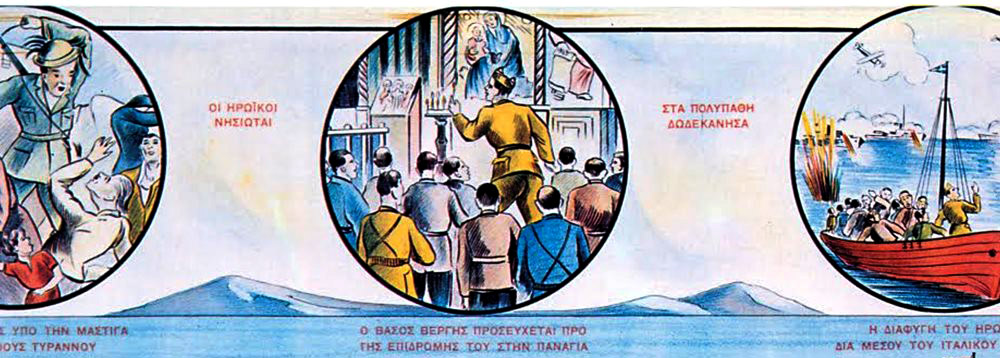 ΟΙ ΗΡΩΪΚΟΙ
ΝΗΣΙΩΤΑΙ
ΣΤΑ ΠΟΛΥΠΑΘΗ
ΔΩΔΕΚΑΝΗΣΑ
ΥΠΟ ΤΗΝ ΜΑΣΤΙΓΑ
ΤΥΡΑΝΝΟΥ
Ο ΒΑΣΟΣ ΒΕΡΓΗΣ ΠΡΟΣΕΥΧΕΤΑΙ ΠΡΟ
ΤΗΣ ΕΠΙΔΡΟΜΗΣ ΤΟΥ ΣΤΗΝ ΠΑΝΑΓΙΑ
Η ΔΙΑΦΥΓΗ ΤΟΥ ΗΡΩ
ΔΙΑ ΜΕΣΟΥ ΤΟΥ ΙΤΑΛΙΚΟΥ